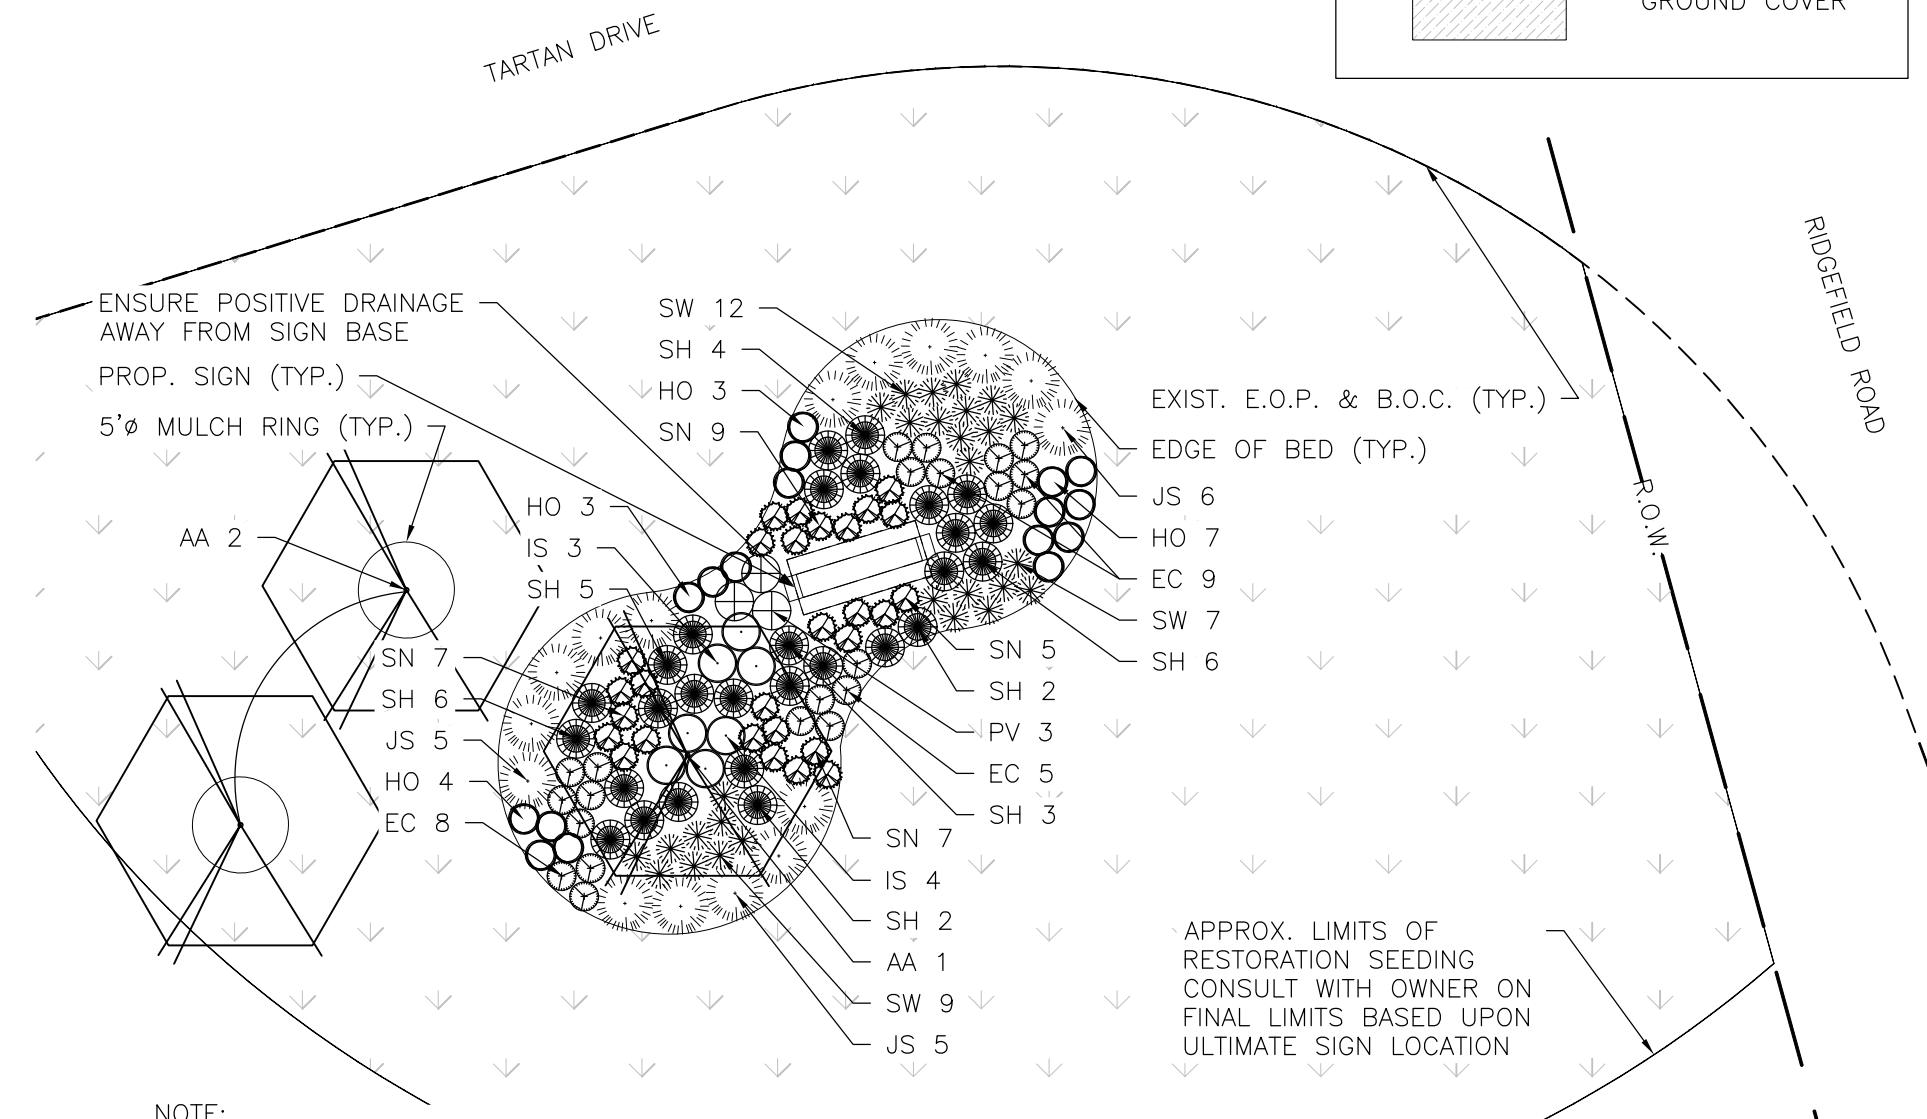 GROUND COVER
TARTAN DRIVE
RIDGEFIELD ROAD
ENSURE POSITIVE DRAINAGE
AWAY FROM SIGN BASE
PROP. SIGN (TYP.)
5'ø MULCH RING (TYP.)
AA 2
SW 12
SH 4
HO 3
SN 9
HO 3
IS 3
SH 5
SN 7
SH 6
JS 5
HO 4
EC 8
EXIST. E.O.P. & B.O.C. (TYP.)
EDGE OF BED (TYP.)
JS 6
HO 7
EC 9
SW 7
SH 6
R.O.W.
SN 5
SH 2
PV 3
EC 5
SH 3
SN 7
IS 4
SH 2
AA 1
SW 9
JS 5
APPROX. LIMITS OF
RESTORATION SEEDING
CONSULT WITH OWNER ON
FINAL LIMITS BASED UPON
ULTIMATE SIGN LOCATION
NOTE: